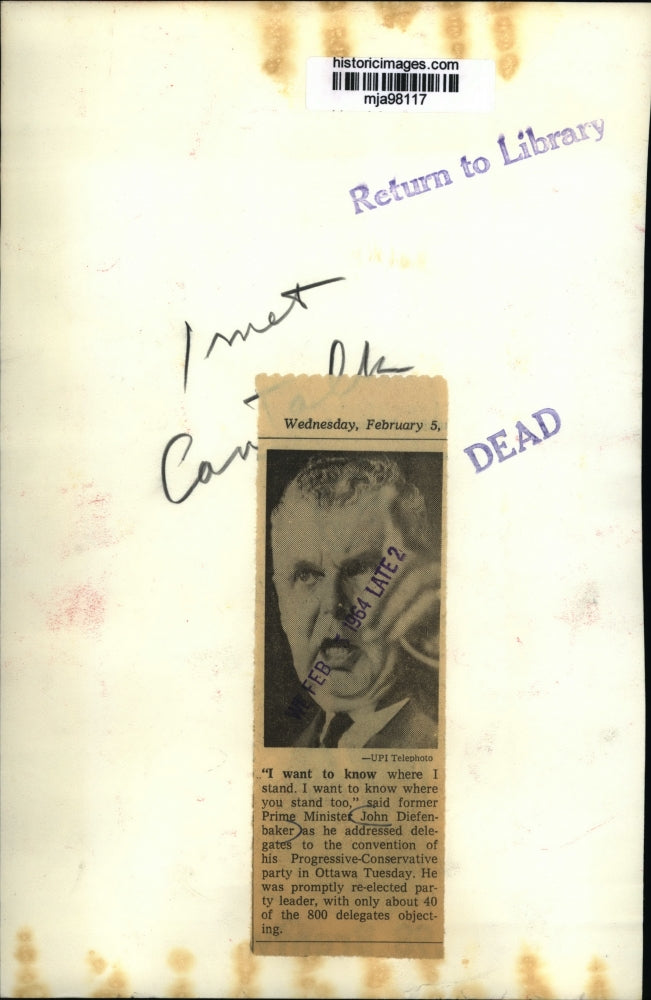 historicimages.com
mja98117
Return to Library
1 met
Can
Wednesday, February 5,
DEAD
FEB 1964 LATE 2
—UPI Telephoto
"I want to know where I
stand. I want to know where
you stand too," said former
Prime Minister John Diefen-
baker as he addressed dele-
gates to the convention of
his Progressive-Conservative
party in Ottawa Tuesday. He
was promptly re-elected par-
ty leader, with only about 40
of the 800 delegates object-
ing.